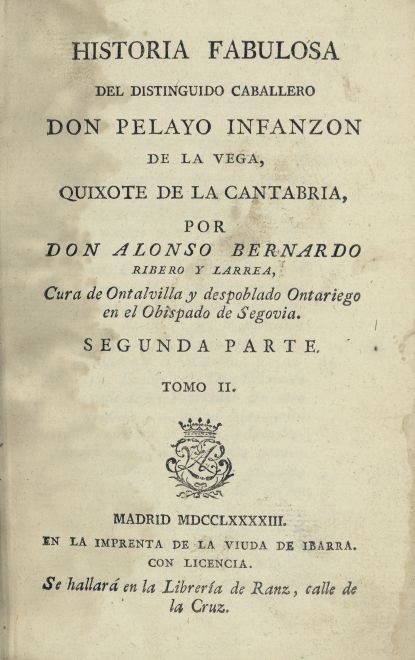 HISTORIA FABULOSA
DEL DISTINGUIDO CABALLERO
DON PELAYO INFANZON
DE LA VEGA,
QUIXOTE DE LA CANTABRIA,
POR
DON ALONSO BERNARDO
RIBERO Y LARREA,
Cura de Ontalvilla y despoblado Ontariego
en el Obispado de Segovia.
SEGUNDA PARTE.
TOMO II.
MADRID MDCCLXXXXIII.
EN LA IMPRENTA DE LA VIUDA DE IBARRA.
CON LICENCIA.
Se hallará en la Librería de Ranz, calle de
la Cruz.